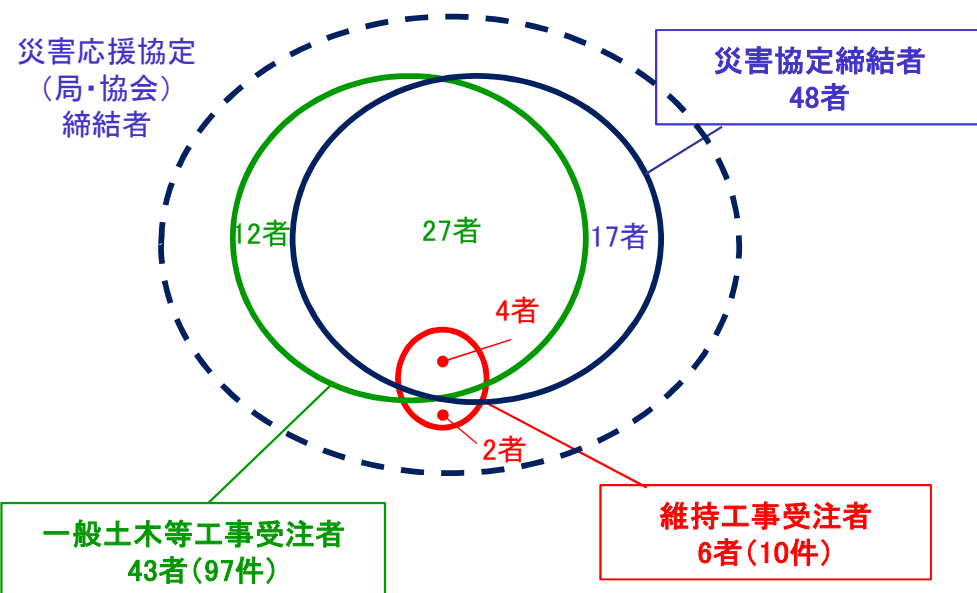 災害応援協定
（局・協会）
締結者
災害協定締結者
48者
12者
27者
17者
4者
2者
一般土木等工事受注者
43者（97件）
維持工事受注者
6者（10件）